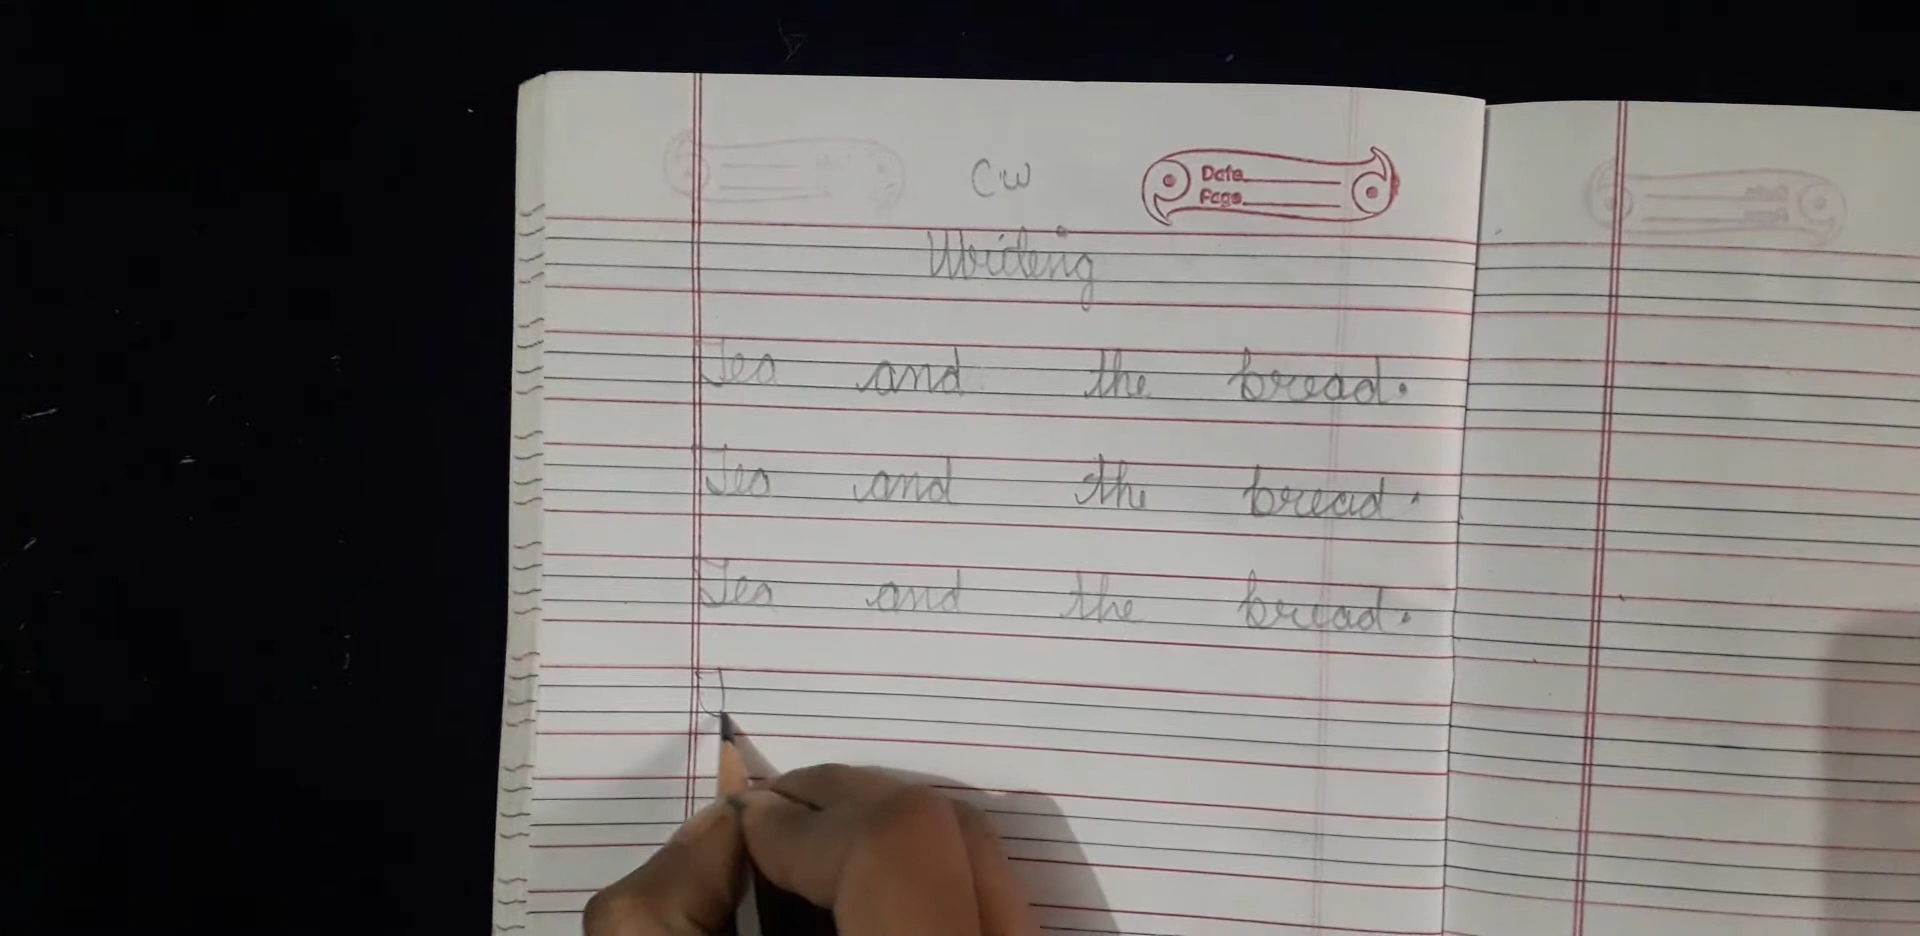 Cw
Date
Page
Writing
Tea and the bread.
Tea and the bread.
Tea and the bread.